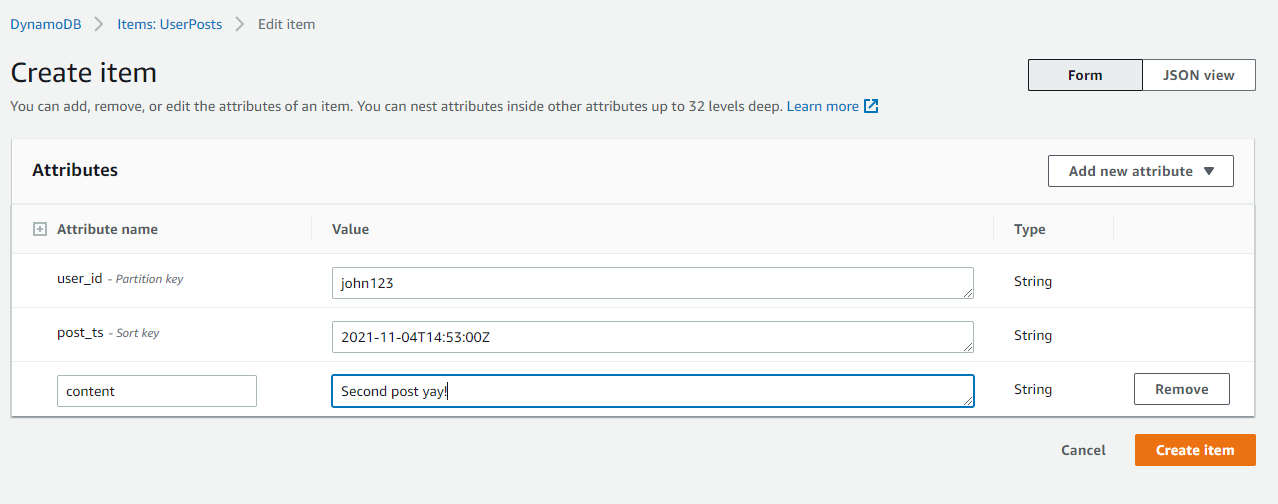 DynamoDB > Items: UserPosts > Edit item
Create item
Form
JSON view
You can add, remove, or edit the attributes of an item. You can nest attributes inside other attributes up to 32 levels deep. Learn more
Attributes
Add new attribute
Attribute name Value Type
user_id - Partition key john123 String
post_ts - Sort key 2021-11-04T14:53:00Z String
content Second post yay! String Remove
Cancel Create item